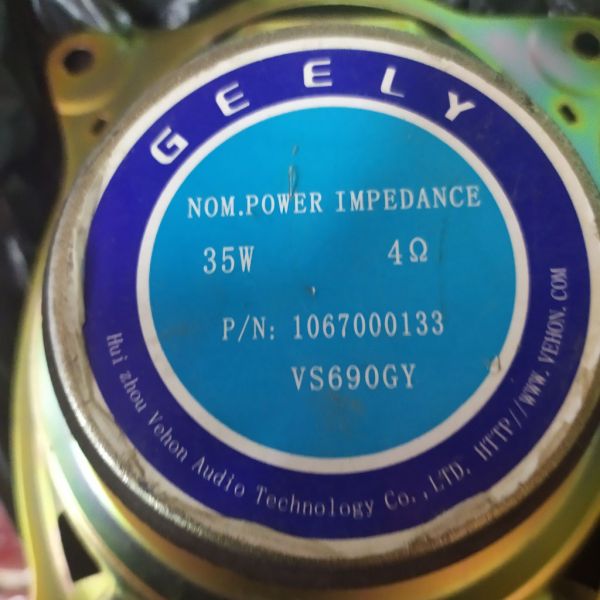 GEELY
NOM.POWER IMPEDANCE
35W 4Ω
P/N: 1067000133
VS690GY
Hui zhou Vehon Audio Technology Co.,LTD. HTTP//WWW.VEHON.COM